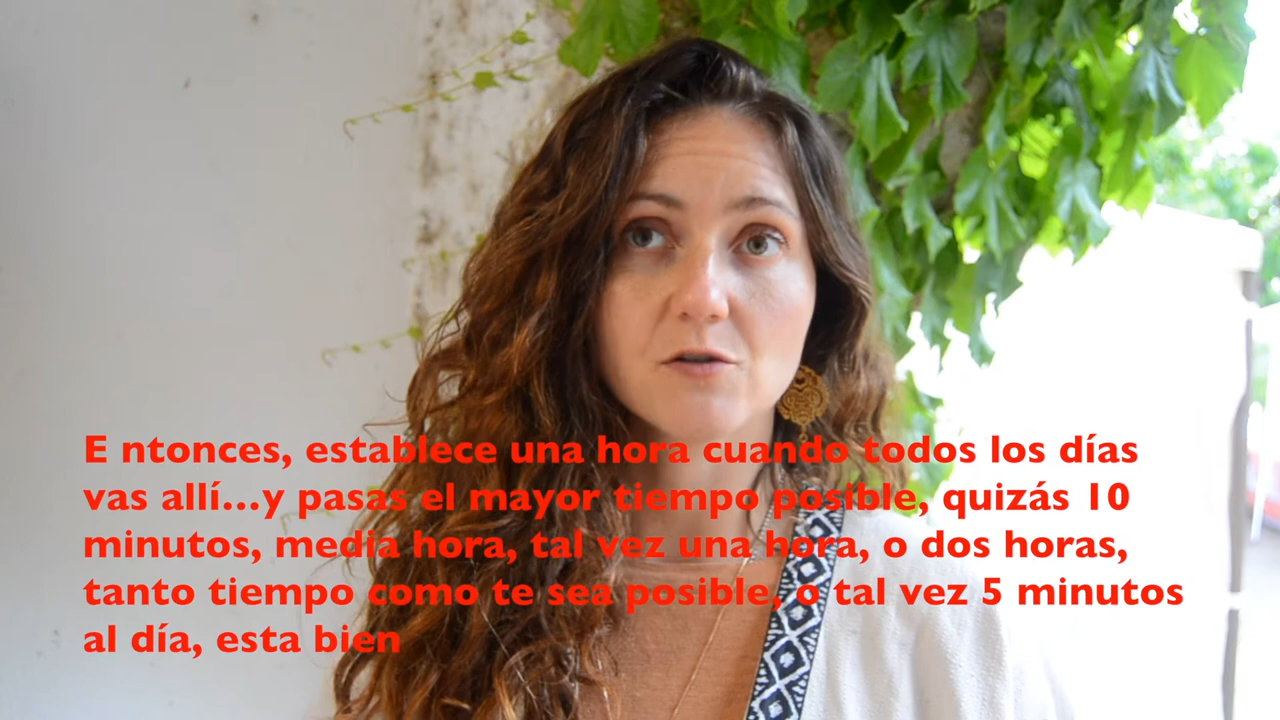 E ntonces, establece una hora cuando todos los días
vas allí...y pasas el mayor tiempo posible, quizás 10
minutos, media hora, tal vez una hora, o dos horas,
tanto tiempo como te sea posible, o tal vez 5 minutos
al día, esta bien